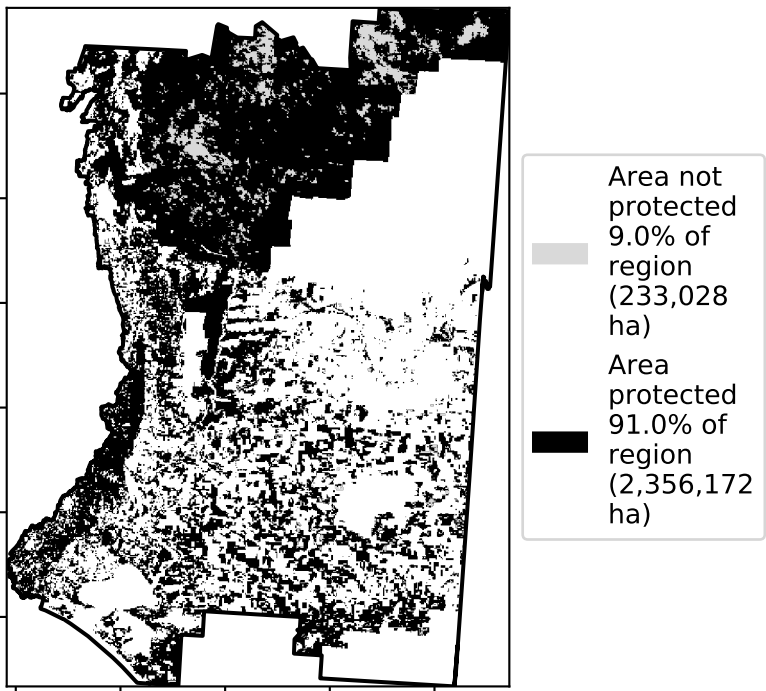 Area not
protected
9.0% of
region
(233,028
ha)
Area
protected
91.0% of
region
(2,356,172
ha)